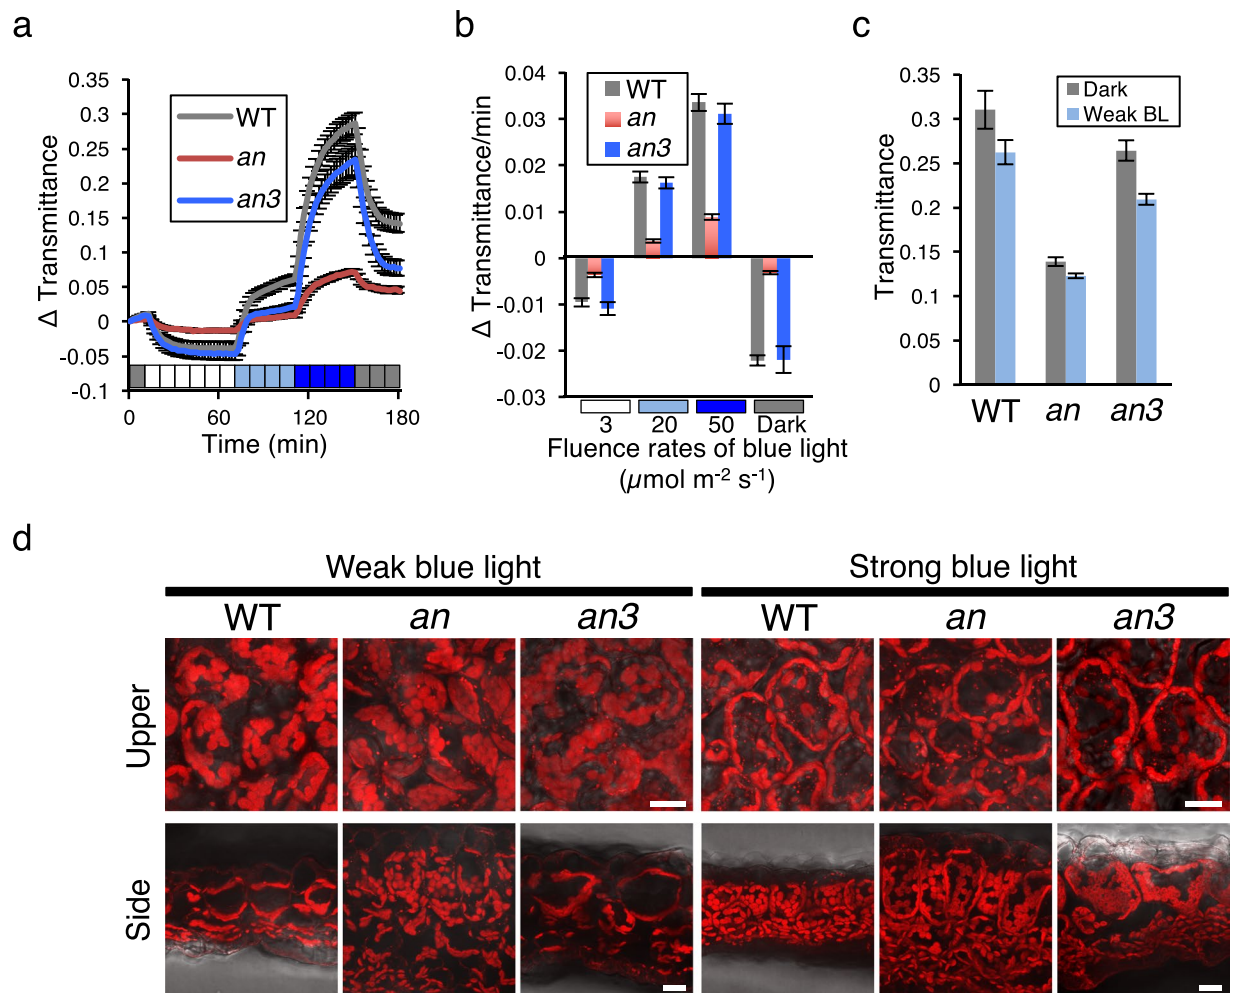 a
0.35
0.3
0.25
0.2
0.15
0.1
0.05
0
-0.05
-0.1
Δ Transmittance
WT
an
an3
0
60
120
180
Time (min)
b
0.04
0.03
0.02
0.01
0
-0.01
-0.02
-0.03
Δ Transmittance/min
WT
an
an3
3
20
50
Dark
Fluence rates of blue light
(µmol m-2 s-1)
c
0.35
0.3
0.25
0.2
0.15
0.1
0.05
0
Transmittance
Dark
Weak BL
WT
an
an3
d
Weak blue light
Strong blue light
WT
an
an3
WT
an
an3
Upper
Side